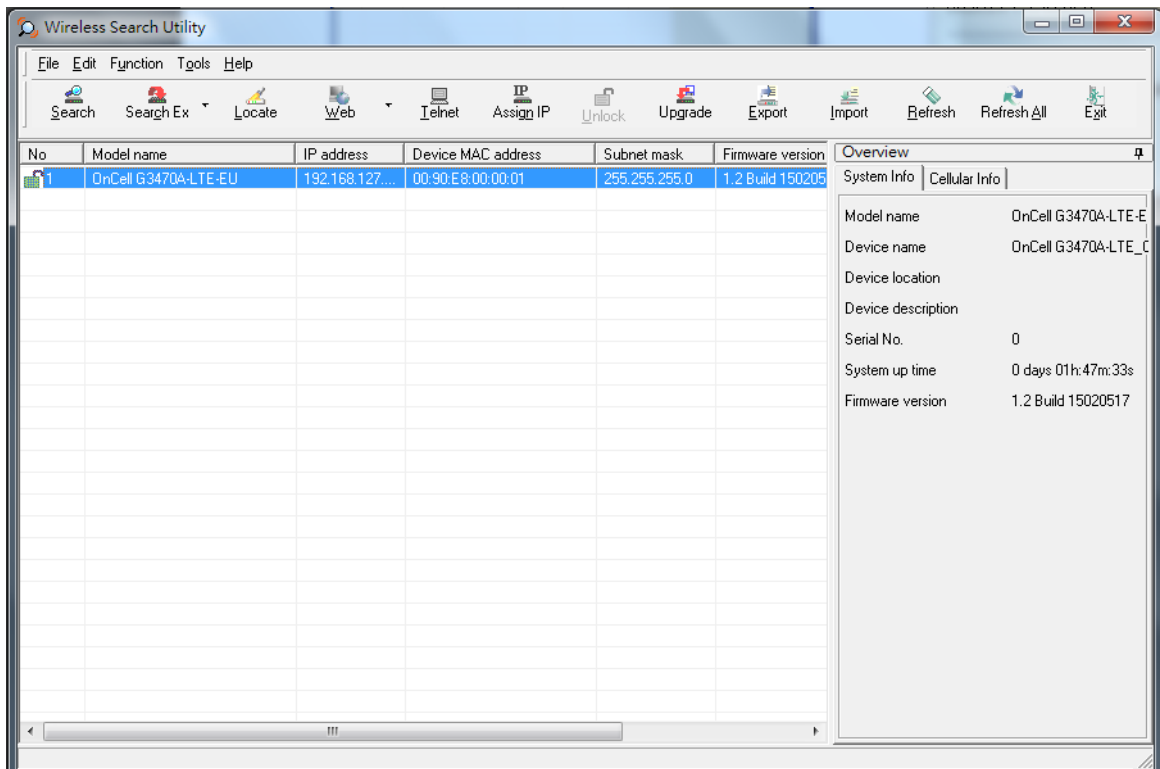 Wireless Search Utility
File Edit Function Tools Help
Search Search Ex Locate Web Telnet Assign IP Unlock Upgrade Export Import Refresh Refresh All Exit
No Model name IP address Device MAC address Subnet mask Firmware version
1 OnCell G3470A-LTE-EU 192.168.127.... 00:90:E8:00:00:01 255.255.255.0 1.2 Build 150205
Overview
System Info Cellular Info
Model name OnCell G3470A-LTE-E
Device name OnCell G3470A-LTE_
Device location
Device description
Serial No. 0
System up time 0 days 01h:47m:33s
Firmware version 1.2 Build 15020517